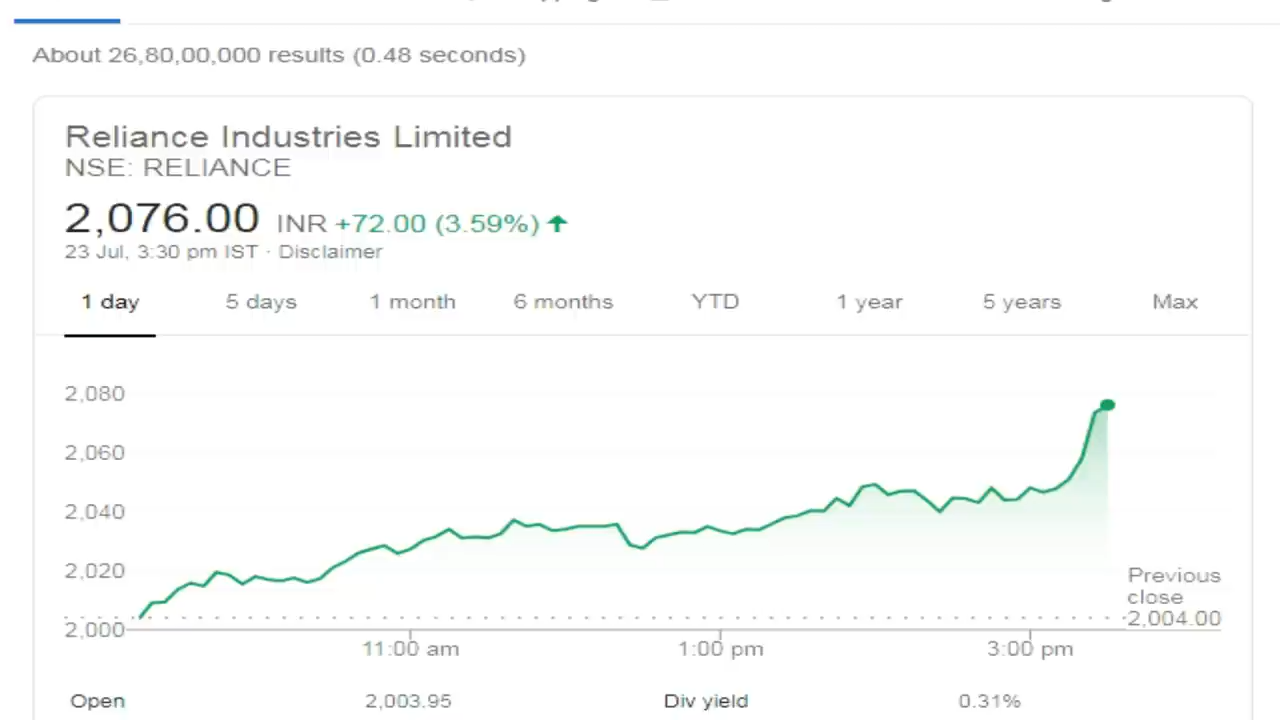 About 26,80,00,000 results (0.48 seconds)
Reliance Industries Limited
NSE: RELIANCE
2,076.00 INR +72.00 (3.59%)
23 Jul, 3:30 pm IST · Disclaimer
1 day 5 days 1 month 6 months YTD 1 year 5 years Max
2,080
2,060
2,040
2,020
2,000
Previous
close
2,004.00
11:00 am 1:00 pm 3:00 pm
Open 2,003.95 Div yield 0.31%